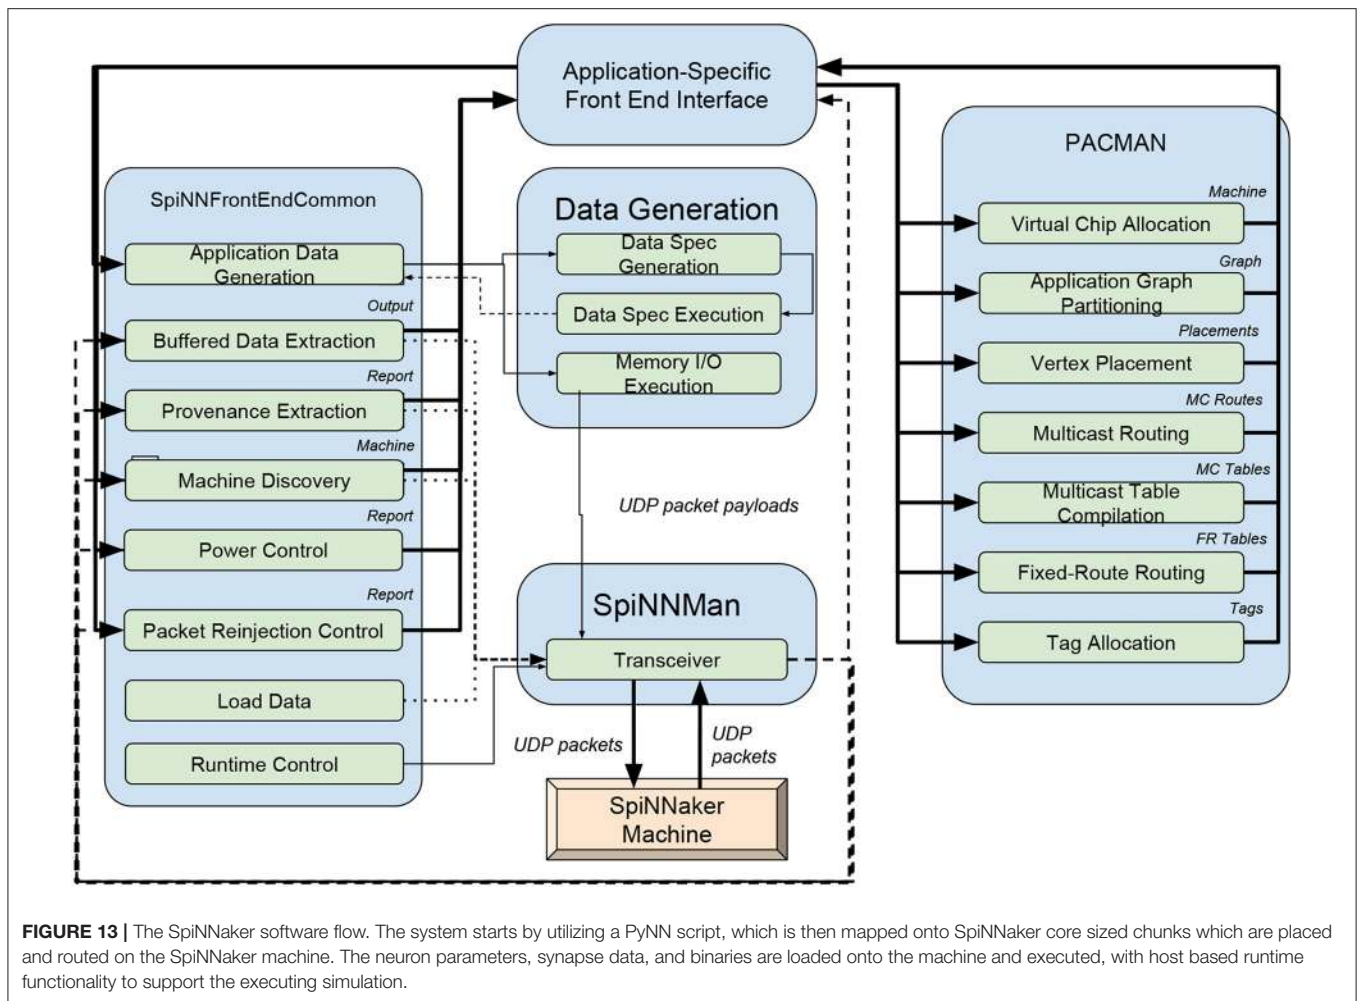 Application-Specific
Front End Interface
SpiNNFrontEndCommon
Application Data
Generation
Output
Buffered Data Extraction
Report
Provenance Extraction
Machine
Machine Discovery
Report
Power Control
Report
Packet Reinjection Control
Load Data
Runtime Control
Data Generation
Data Spec
Generation
Data Spec Execution
Memory I/O
Execution
UDP packet payloads
SpiNNMan
Transceiver
UDP packets
UDP
packets
SpiNNaker
Machine
PACMAN
Machine
Virtual Chip Allocation
Graph
Application Graph
Partitioning
Placements
Vertex Placement
MC Routes
Multicast Routing
MC Tables
Multicast Table
Compilation
FR Tables
Fixed-Route Routing
Tags
Tag Allocation
FIGURE 13 | The SpiNNaker software flow. The system starts by utilizing a PyNN script, which is then mapped onto SpiNNaker core sized chunks which are placed
and routed on the SpiNNaker machine. The neuron parameters, synapse data, and binaries are loaded onto the machine and executed, with host based runtime
functionality to support the executing simulation.